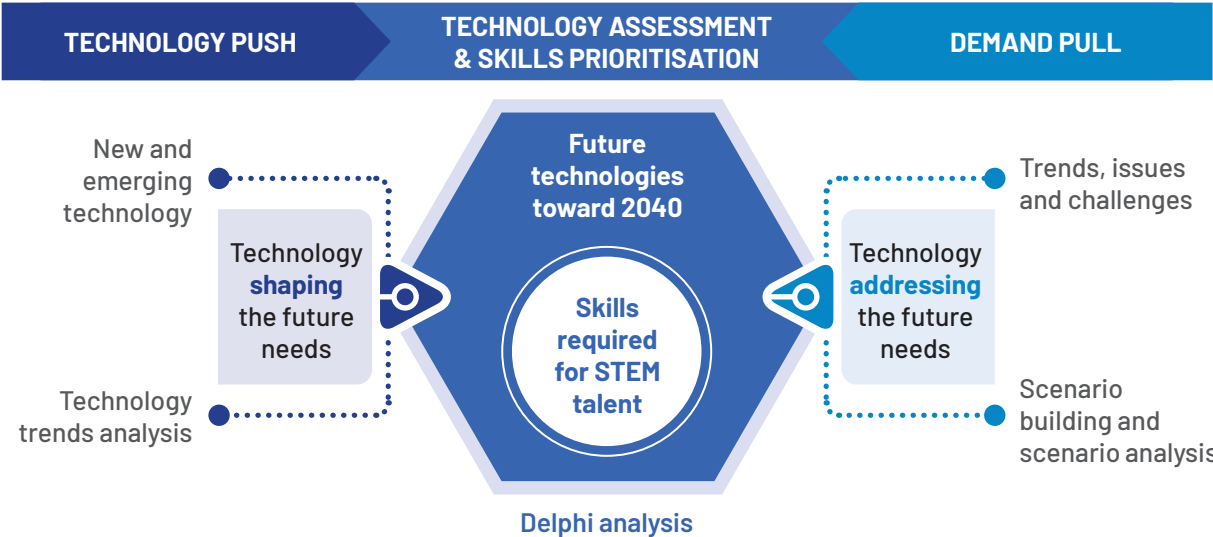 TECHNOLOGY PUSH
TECHNOLOGY ASSESSMENT
& SKILLS PRIORITISATION
DEMAND PULL
New and
emerging
technology
Technology
shaping
the future
needs
Technology
trends analysis
Future
technologies
toward 2040
Skills
required
for STEM
talent
Delphi analysis
Technology
addressing
the future
needs
Trends, issues
and challenges
Scenario
building and
scenario analysis